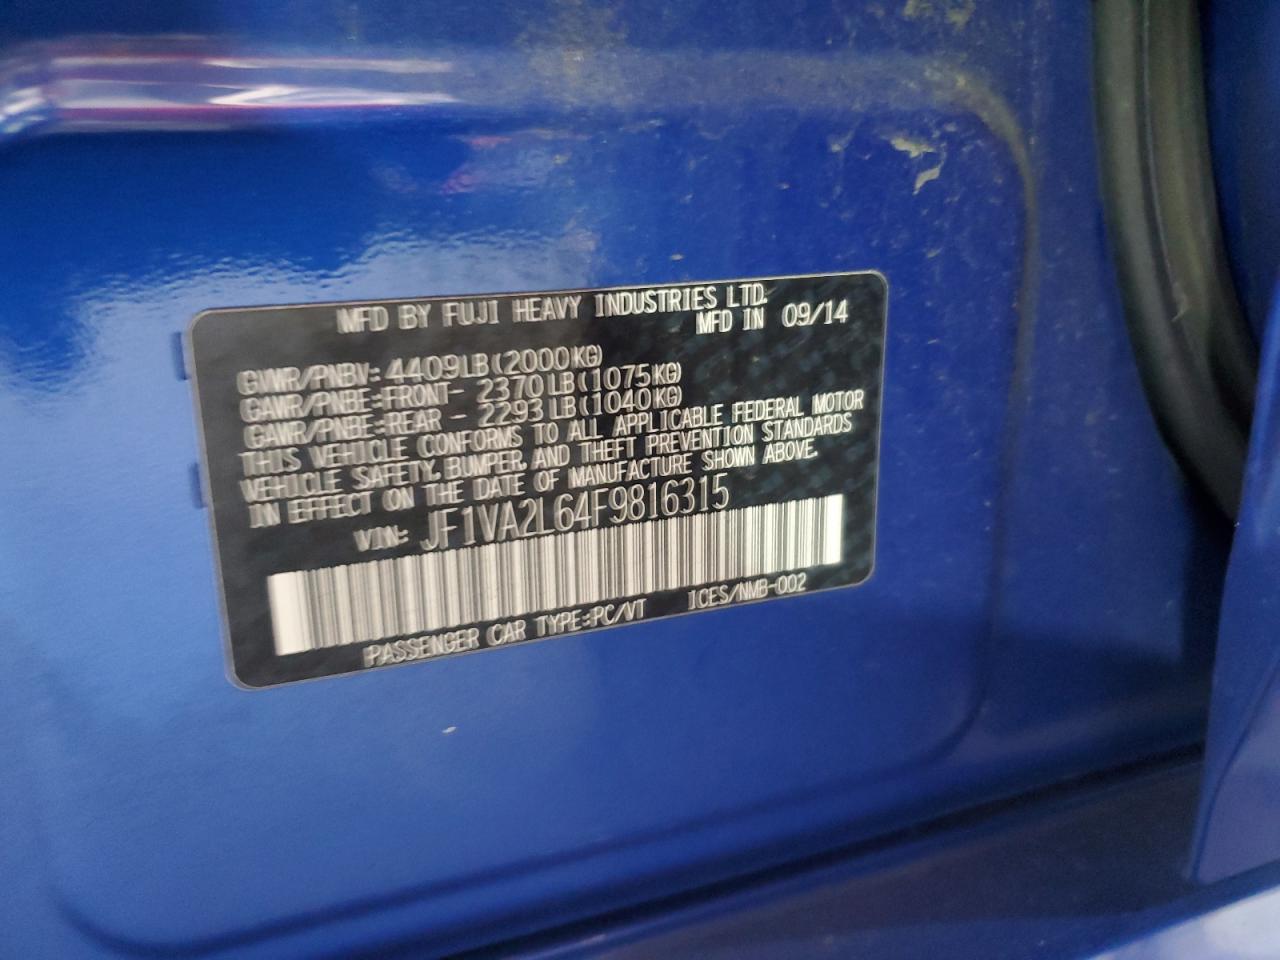 MFD BY FUJI HEAVY INDUSTRIES LTD.
MFD IN 09/14
GVWR/PNBV: 4409LB(2000KG)
GAWR/PNBE:FRONT- 2370LB(1075KG)
GAWR/PNBE:REAR - 2293LB(1040KG)
THIS VEHICLE CONFORMS TO ALL APPLICABLE FEDERAL MOTOR
VEHICLE SAFETY, BUMPER, AND THEFT PREVENTION STANDARDS
IN EFFECT ON THE DATE OF MANUFACTURE SHOWN ABOVE.
VIN: JF1VA2L64F9816315
PASSENGER CAR TYPE:PC/VT ICES/NMB-002